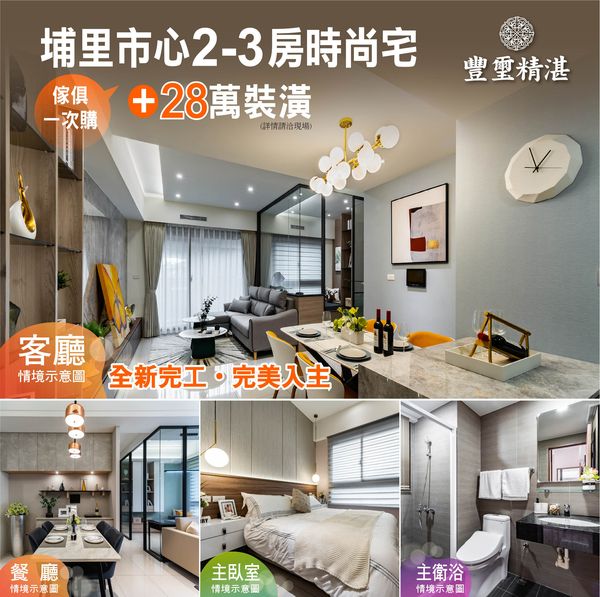 埔里市心2-3房時尚宅
豐璽精湛
傢俱
一次購
+28萬裝潢
(詳情請洽現場)
客廳
情境示意圖
全新完工・完美入主
餐廳
情境示意圖
主臥室
情境示意圖
主衛浴
情境示意圖